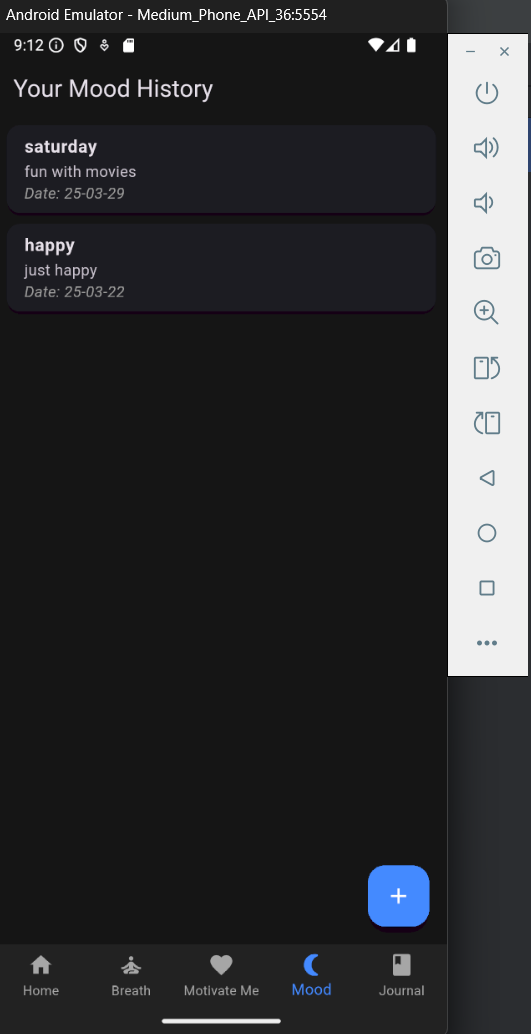 Android Emulator - Medium_Phone_API_36:5554
9:12
Your Mood History
saturday
fun with movies
Date: 25-03-29
happy
just happy
Date: 25-03-22
+
Home Breath Motivate Me Mood Journal